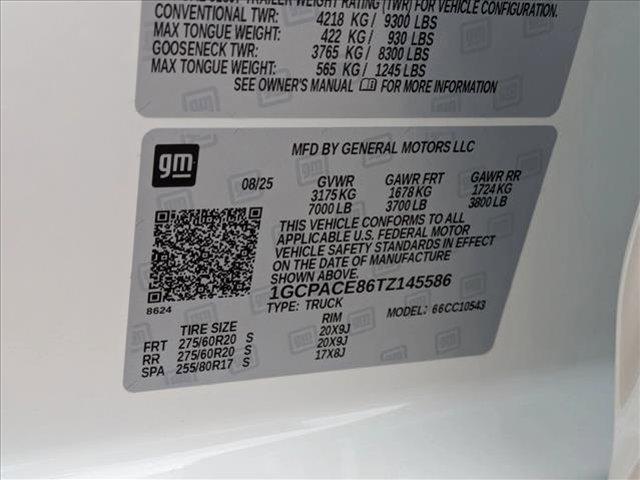 TRAILER WEIGHT RATING (TWR) FOR VEHICLE CONFIGURATION.
CONVENTIONAL TWR: 4218 KG / 9300 LBS
MAX TONGUE WEIGHT: 422 KG / 930 LBS
GOOSENECK TWR: 3765 KG / 8300 LBS
MAX TONGUE WEIGHT: 565 KG / 1245 LBS
SEE OWNER'S MANUAL FOR MORE INFORMATION
gm
MFD BY GENERAL MOTORS LLC
08/25 GVWR GAWR FRT GAWR RR
3175 KG 1678 KG 1724 KG
7000 LB 3700 LB 3800 LB
THIS VEHICLE CONFORMS TO ALL
APPLICABLE U.S. FEDERAL MOTOR
VEHICLE SAFETY STANDARDS IN EFFECT
ON THE DATE OF MANUFACTURE
SHOWN ABOVE.
1GCPACE86TZ145586
8624
TYPE: TRUCK MODEL: 66CC10543
TIRE SIZE RIM
FRT 275/60R20 S 20X9J
RR 275/60R20 S 20X9J
SPA 255/80R17 S 17X8J